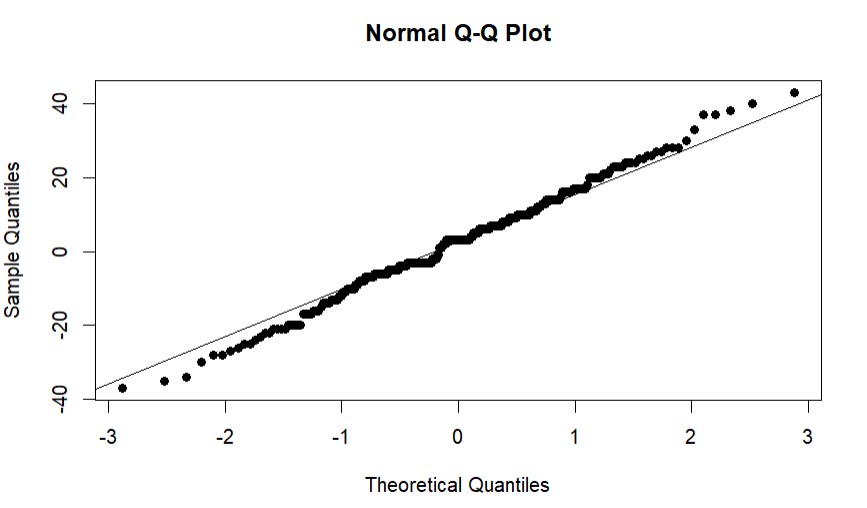 Normal Q-Q Plot
40
20
0
-20
-40
Sample Quantiles
-3 -2 -1 0 1 2 3
Theoretical Quantiles